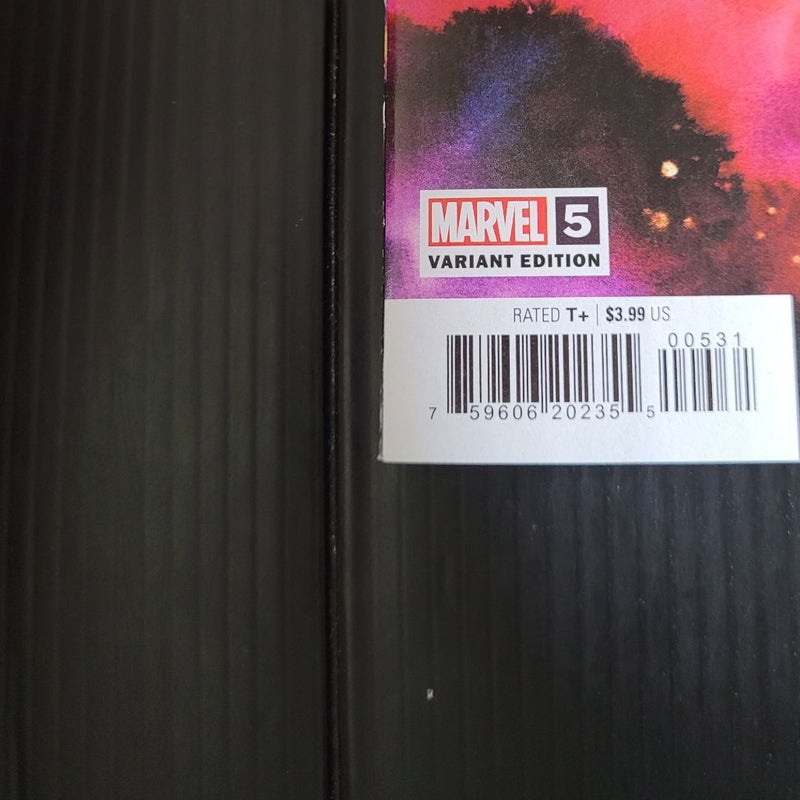 MARVEL 5
VARIANT EDITION
RATED T+ | $3.99 US
00531
7 59606 20235 5